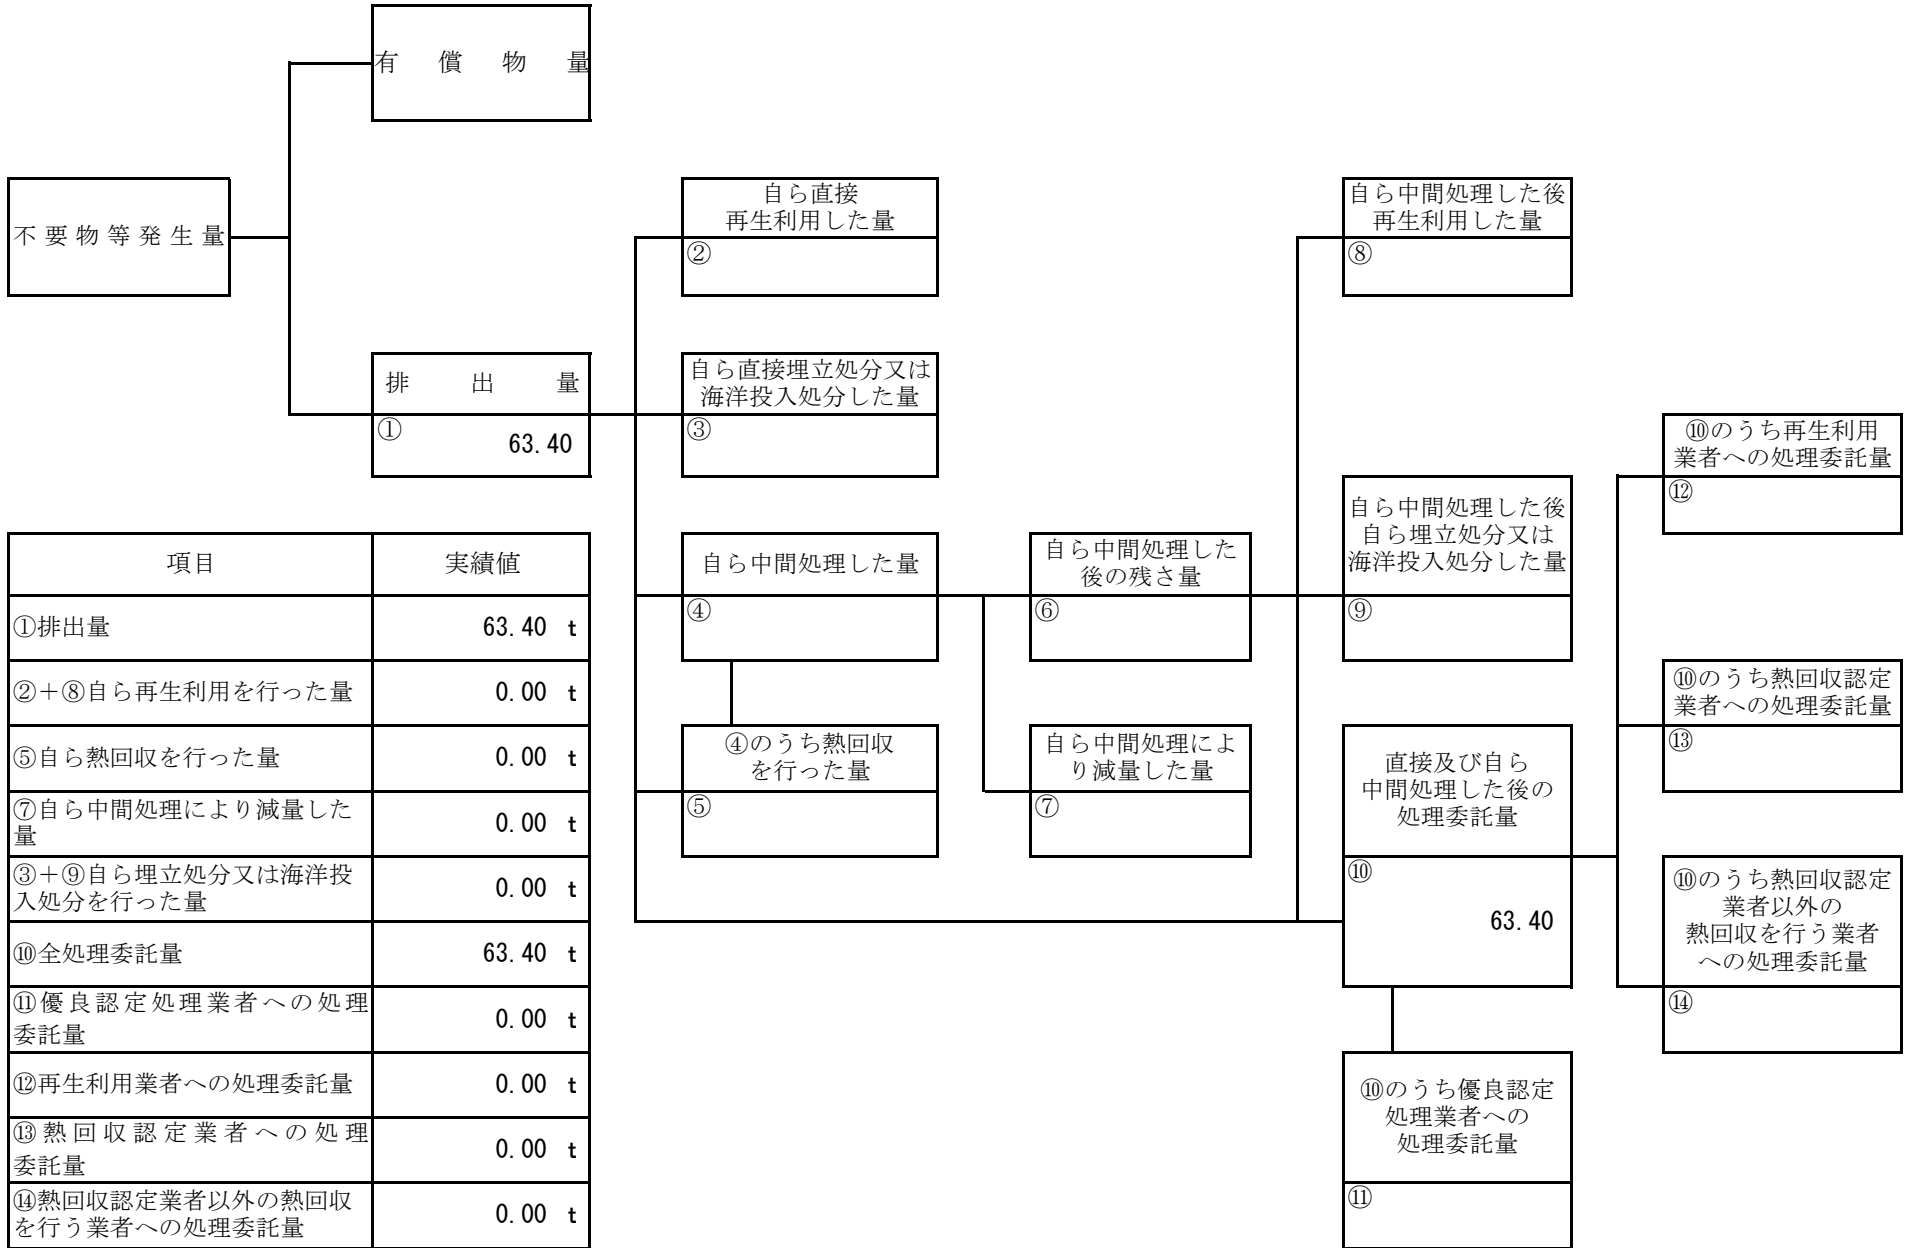 有償物量
不要物等発生量
排出量
①
63.40
自ら直接
再生利用した量
②
自ら直接埋立処分又は
海洋投入処分した量
③
自ら中間処理した量
④
④のうち熱回収
を行った量
⑤
自ら中間処理した
後の残さ量
⑥
自ら中間処理によ
り減量した量
⑦
自ら中間処理した後
再生利用した量
⑧
自ら中間処理した後
自ら埋立処分又は
海洋投入処分した量
⑨
直接及び自ら
中間処理した後の
処理委託量
⑩
63.40
⑩のうち優良認定
処理業者への
処理委託量
⑪
⑩のうち再生利用
業者への処理委託量
⑫
⑩のうち熱回収認定
業者への処理委託量
⑬
⑩のうち熱回収認定
業者以外の
熱回収を行う業者
への処理委託量
⑭
項目 実績値
①排出量 63.40 t
②+⑧自ら再生利用を行った量 0.00 t
⑤自ら熱回収を行った量 0.00 t
⑦自ら中間処理により減量した
量 0.00 t
③+⑨自ら埋立処分又は海洋投
入処分を行った量 0.00 t
⑩全処理委託量 63.40 t
⑪優良認定処理業者への処理
委託量 0.00 t
⑫再生利用業者への処理委託量 0.00 t
⑬熱回収認定業者への処理
委託量 0.00 t
⑭熱回収認定業者以外の熱回収
を行う業者への処理委託量 0.00 t